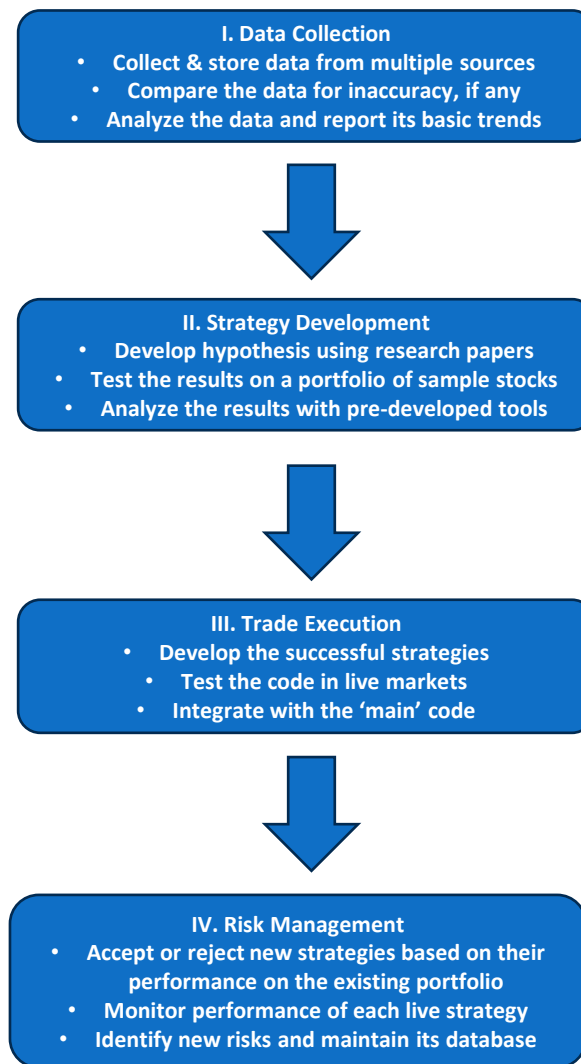 I. Data Collection
• Collect & store data from multiple sources
• Compare the data for inaccuracy, if any
• Analyze the data and report its basic trends
II. Strategy Development
• Develop hypothesis using research papers
• Test the results on a portfolio of sample stocks
• Analyze the results with pre-developed tools
III. Trade Execution
• Develop the successful strategies
• Test the code in live markets
• Integrate with the ‘main’ code
IV. Risk Management
• Accept or reject new strategies based on their
performance on the existing portfolio
• Monitor performance of each live strategy
• Identify new risks and maintain its database